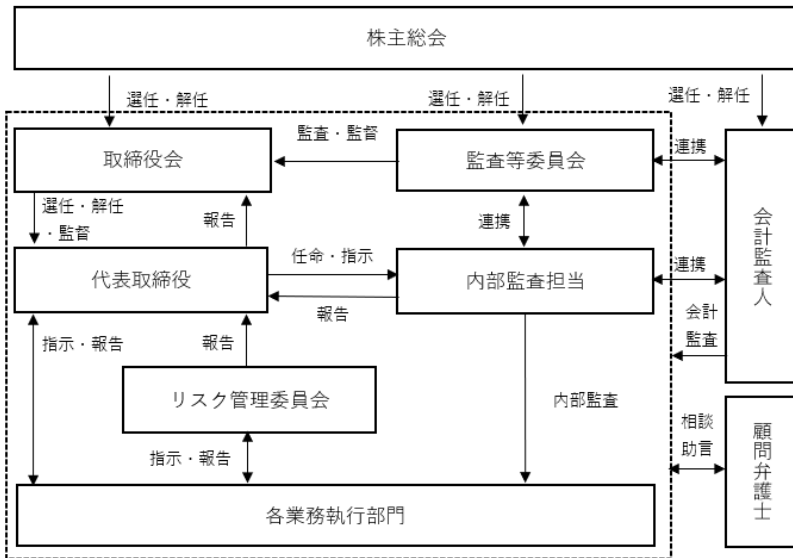 株主総会
選任・解任
選任・解任
選任・解任
取締役会
監査・監督
監査等委員会
連携
会計監査人
選任・解任
・監督
報告
連携
代表取締役
任命・指示
報告
内部監査担当
連携
会計
監査
指示・報告
報告
リスク管理委員会
内部監査
相談
助言
顧問弁護士
指示・報告
各業務執行部門